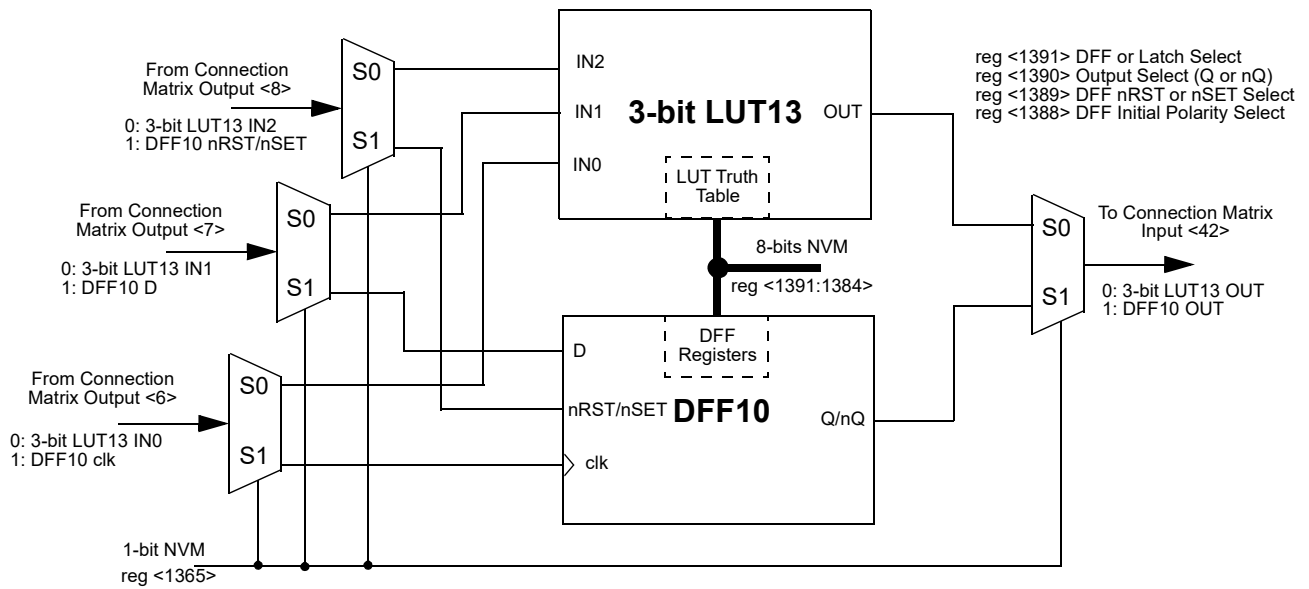 From Connection
Matrix Output <8>
0: 3-bit LUT13 IN2
1: DFF10 nRST/nSET
S0
S1
From Connection
Matrix Output <7>
0: 3-bit LUT13 IN1
1: DFF10 D
S0
S1
From Connection
Matrix Output <6>
0: 3-bit LUT13 IN0
1: DFF10 clk
S0
S1
1-bit NVM
reg <1365>
IN2
IN1
IN0
3-bit LUT13
OUT
LUT Truth
Table
8-bits NVM
reg <1391:1384>
DFF
Registers
D
nRST/nSET
DFF10
clk
Q/nQ
reg <1391> DFF or Latch Select
reg <1390> Output Select (Q or nQ)
reg <1389> DFF nRST or nSET Select
reg <1388> DFF Initial Polarity Select
S0
S1
To Connection Matrix
Input <42>
0: 3-bit LUT13 OUT
1: DFF10 OUT